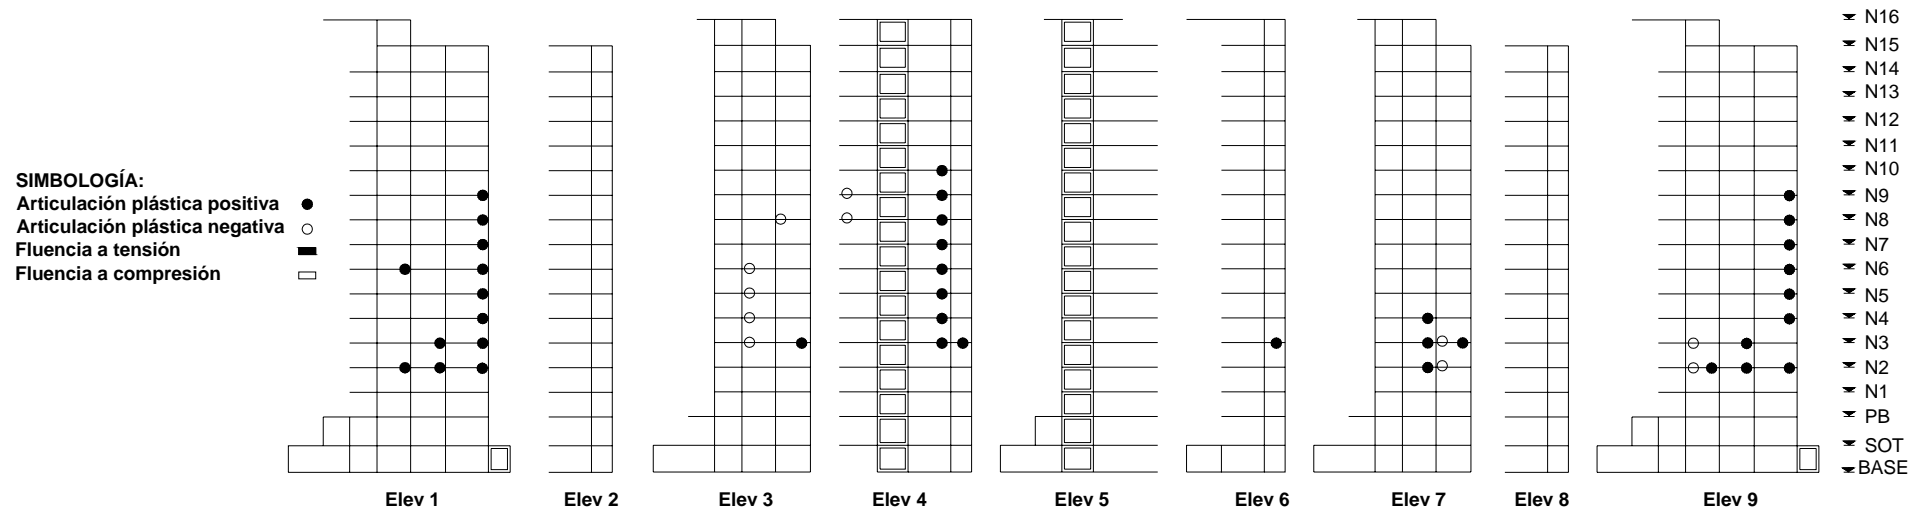 SIMBOLOGÍA:
Articulación plástica positiva
Articulación plástica negativa
Fluencia a tensión
Fluencia a compresión
Elev 1
Elev 2
Elev 3
Elev 4
Elev 5
Elev 6
Elev 7
Elev 8
Elev 9
N16
N15
N14
N13
N12
N11
N10
N9
N8
N7
N6
N5
N4
N3
N2
N1
PB
SOT
BASE